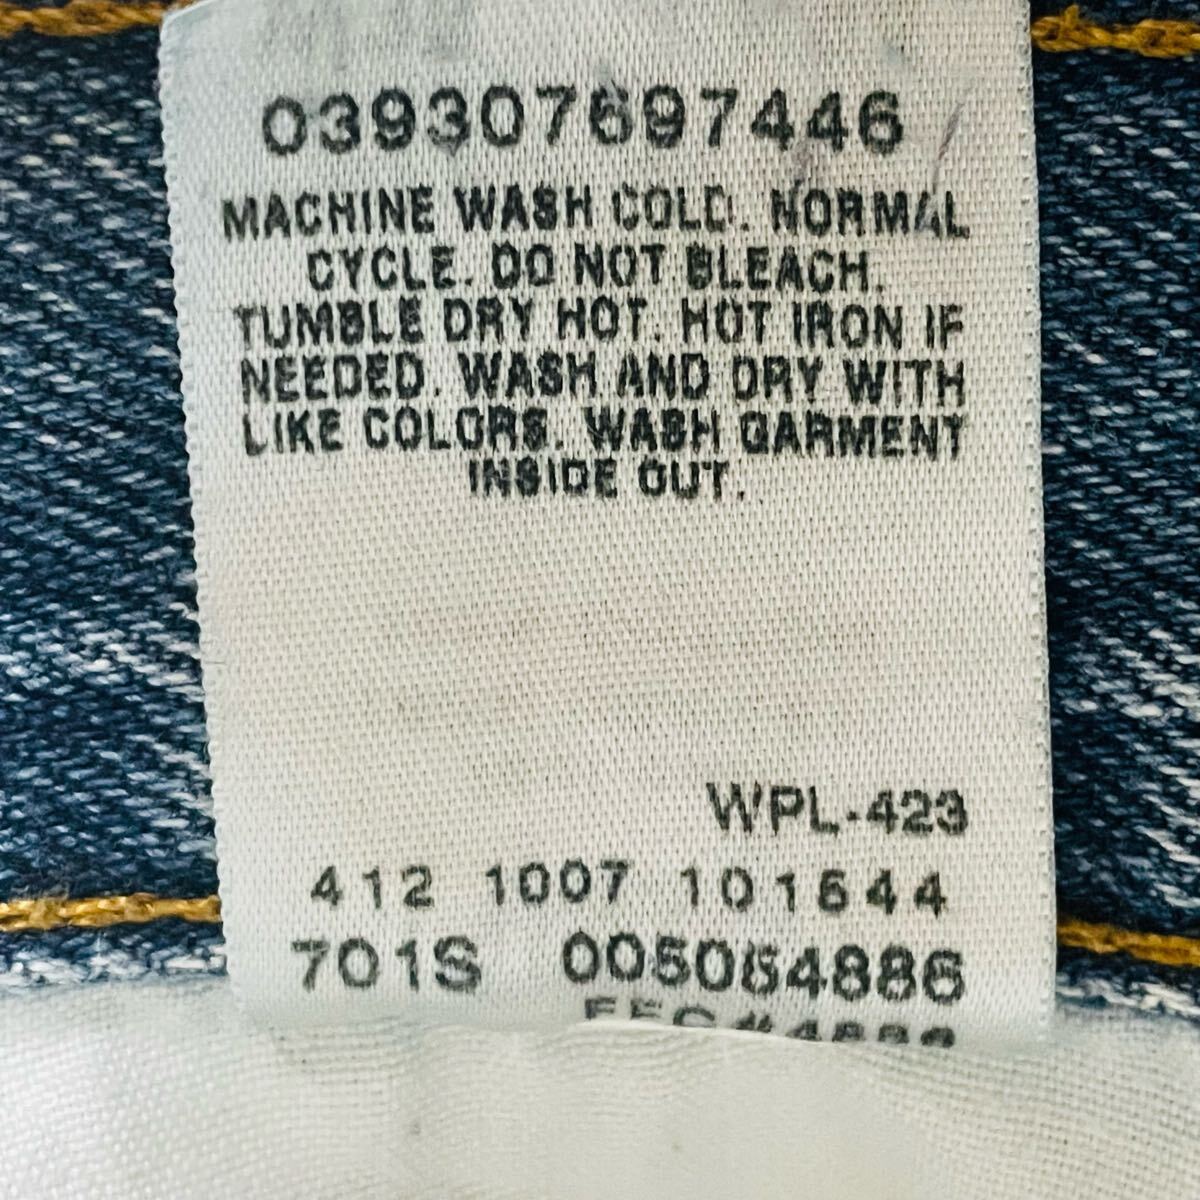 039307697446
MACHINE WASH COLD. NORMAL
CYCLE. DO NOT BLEACH.
TUMBLE DRY HOT. HOT IRON IF
NEEDED. WASH AND DRY WITH
LIKE COLORS. WASH GARMENT
INSIDE OUT.
WPL-423
412 1007 101644
701S 005054886